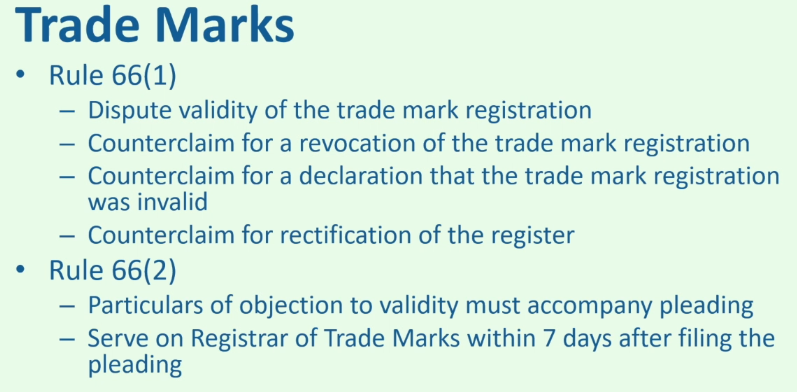 Trade Marks
• Rule 66(1)
– Dispute validity of the trade mark registration
– Counterclaim for a revocation of the trade mark registration
– Counterclaim for a declaration that the trade mark registration
was invalid
– Counterclaim for rectification of the register
• Rule 66(2)
– Particulars of objection to validity must accompany pleading
– Serve on Registrar of Trade Marks within 7 days after filing the
pleading